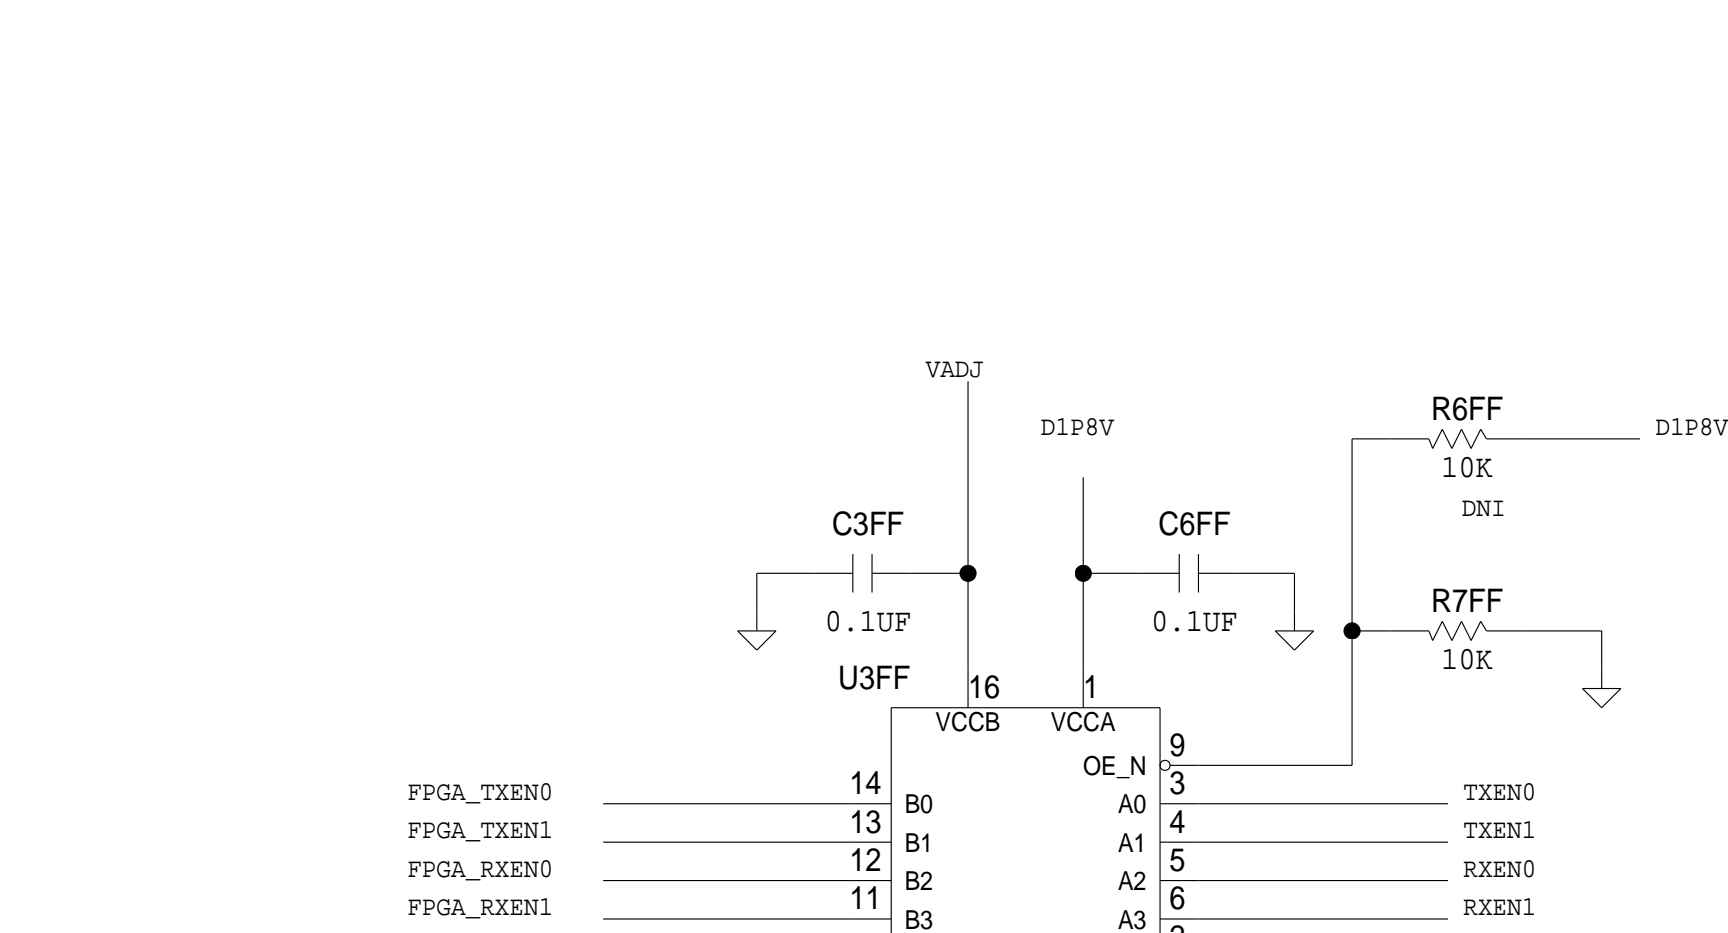 VADJ
D1P8V
R6FF
D1P8V
10K
DNI
C3FF
C6FF
0.1UF
0.1UF
R7FF
10K
U3FF
16
1
VCCB
VCCA
9
OE_N
FPGA_TXEN0
14
B0
A0
3
TXEN0
FPGA_TXEN1
13
B1
A1
4
TXEN1
FPGA_RXEN0
12
B2
A2
5
RXEN0
FPGA_RXEN1
11
B3
A3
6
RXEN1